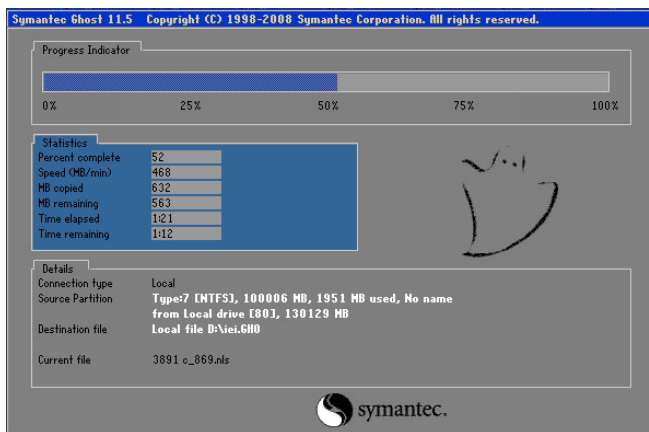 Symantec Ghost 11.5 Copyright (C) 1998-2008 Symantec Corporation. All rights reserved.
Progress Indicator
0% 25% 50% 75% 100%
Statistics
Percent complete 52
Speed (MB/min) 468
MB copied 632
MB remaining 563
Time elapsed 1:21
Time remaining 1:12
Details
Connection type Local
Source Partition Type:7 [NTFS], 100006 MB, 1951 MB used, No name
from Local drive [80], 130129 MB
Destination file Local file D:\iei.GHO
Current file 3891 c_869.nls
symantec.